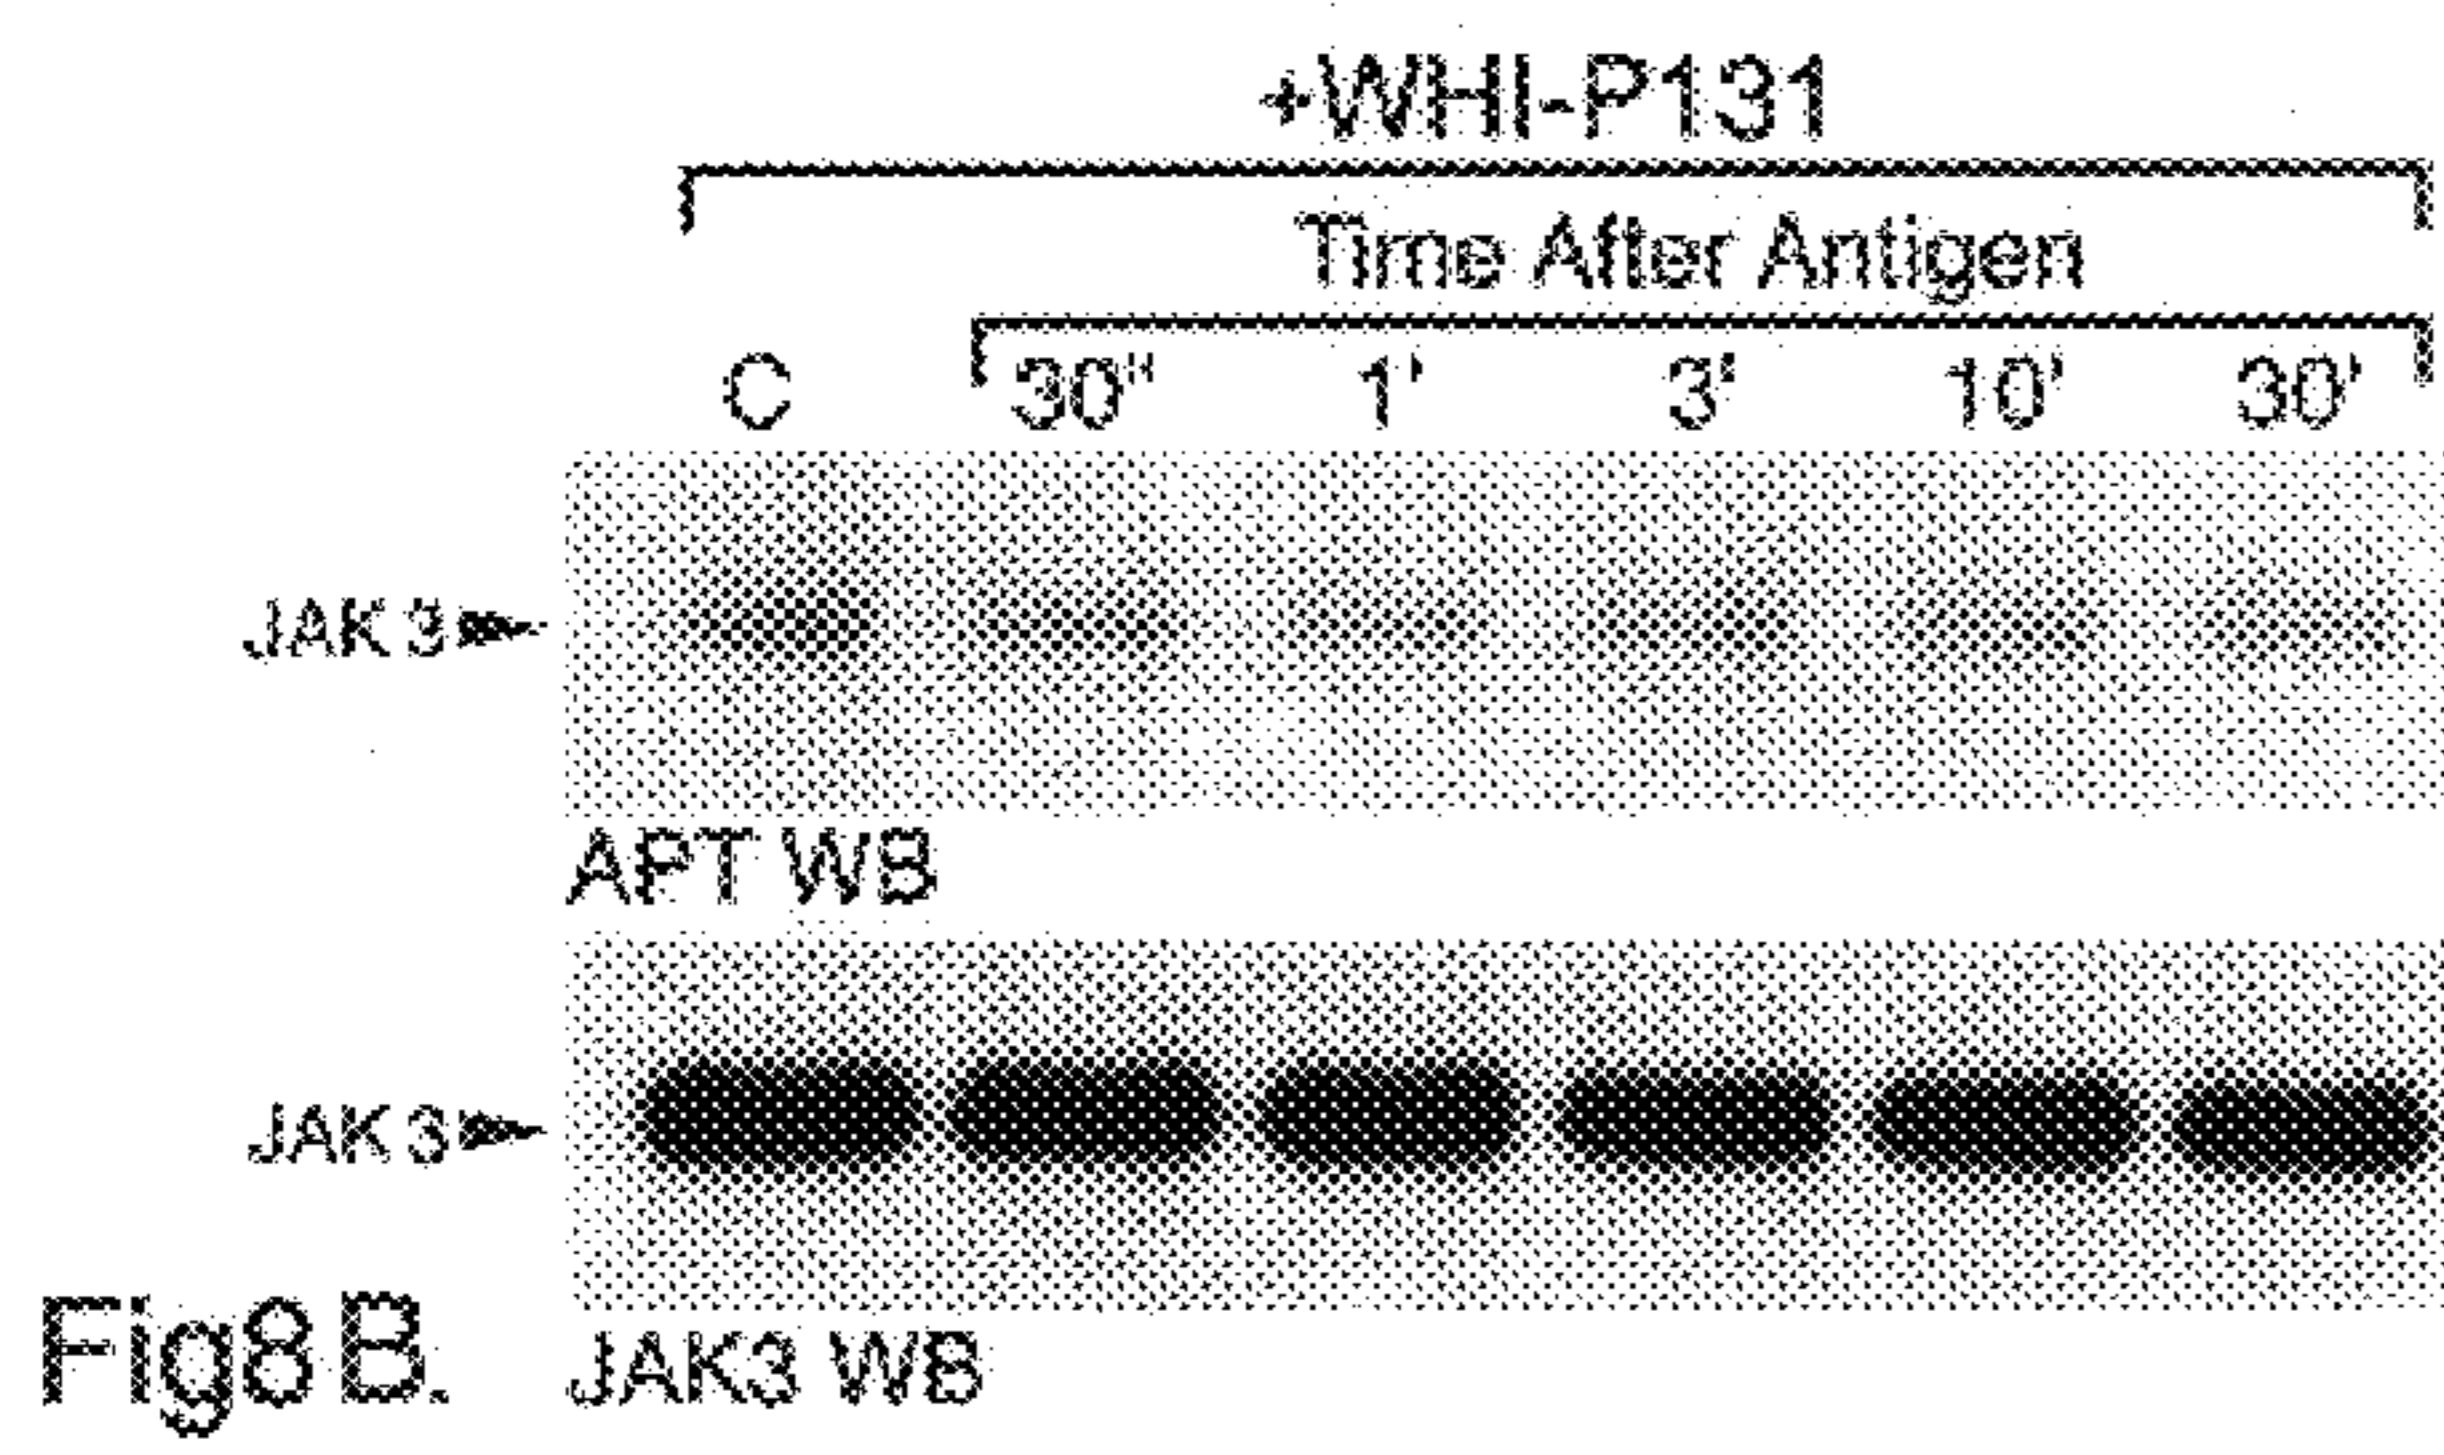 +WHI-P131
Time After Antigen
C 30" 1' 3' 10' 30'
JAK 3
APT WB
JAK 3
Fig8B.
JAK3 WB